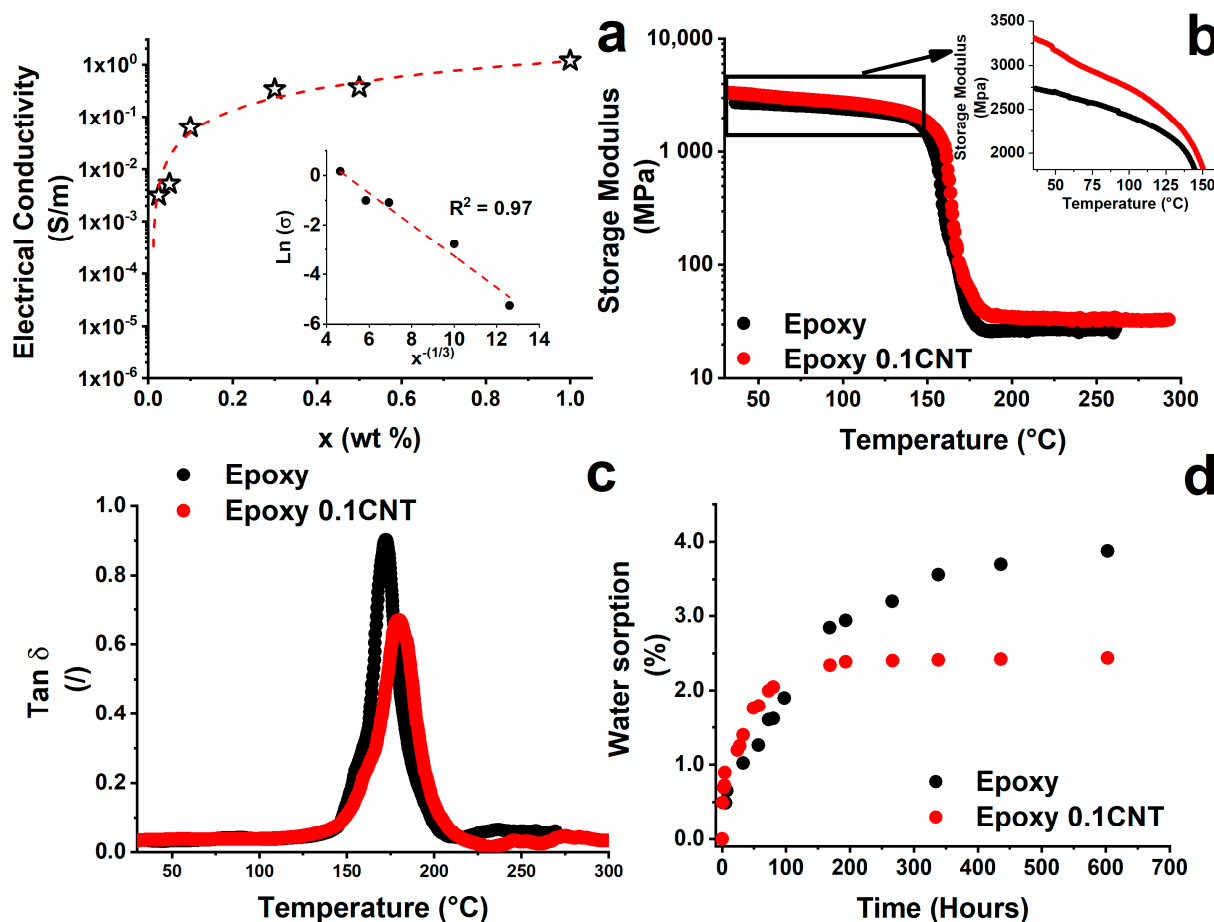 a
Electrical Conductivity
(S/m)
1x10⁰
1x10⁻¹
1x10⁻²
1x10⁻³
1x10⁻⁴
1x10⁻⁵
1x10⁻⁶
0.0 0.2 0.4 0.6 0.8 1.0
x (wt %)
Ln (σ)
0
-2
-4
-6
4 6 8 10 12 14
x⁻⁽¹/³⁾
R² = 0.97
b
Storage Modulus
(MPa)
10,000
1 000
100
10
50 100 150 200 250 300
Temperature (°C)
Epoxy
Epoxy 0.1CNT
Storage Modulus
(Mpa)
3500
3000
2500
2000
50 75 100 125 150
Temperature (°C)
c
Epoxy
Epoxy 0.1CNT
Tan δ
(/)
1.0
0.8
0.6
0.4
0.2
0.0
50 100 150 200 250 300
Temperature (°C)
d
Water sorption
(%)
4.0
3.0
2.0
1.0
0.0
0 100 200 300 400 500 600 700
Time (Hours)
Epoxy
Epoxy 0.1CNT